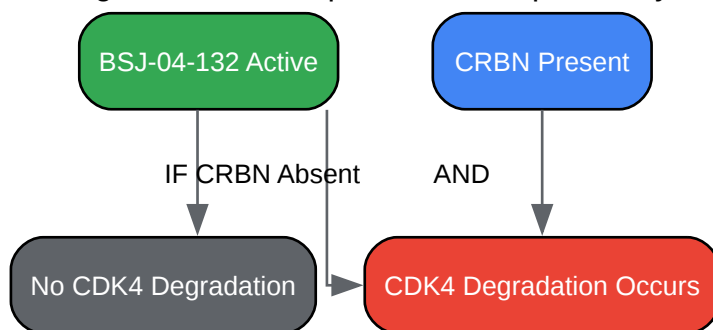 BSJ-04-132 Active
CRBN Present
IF CRBN Absent
AND
No CDK4 Degradation
CDK4 Degradation Occurs